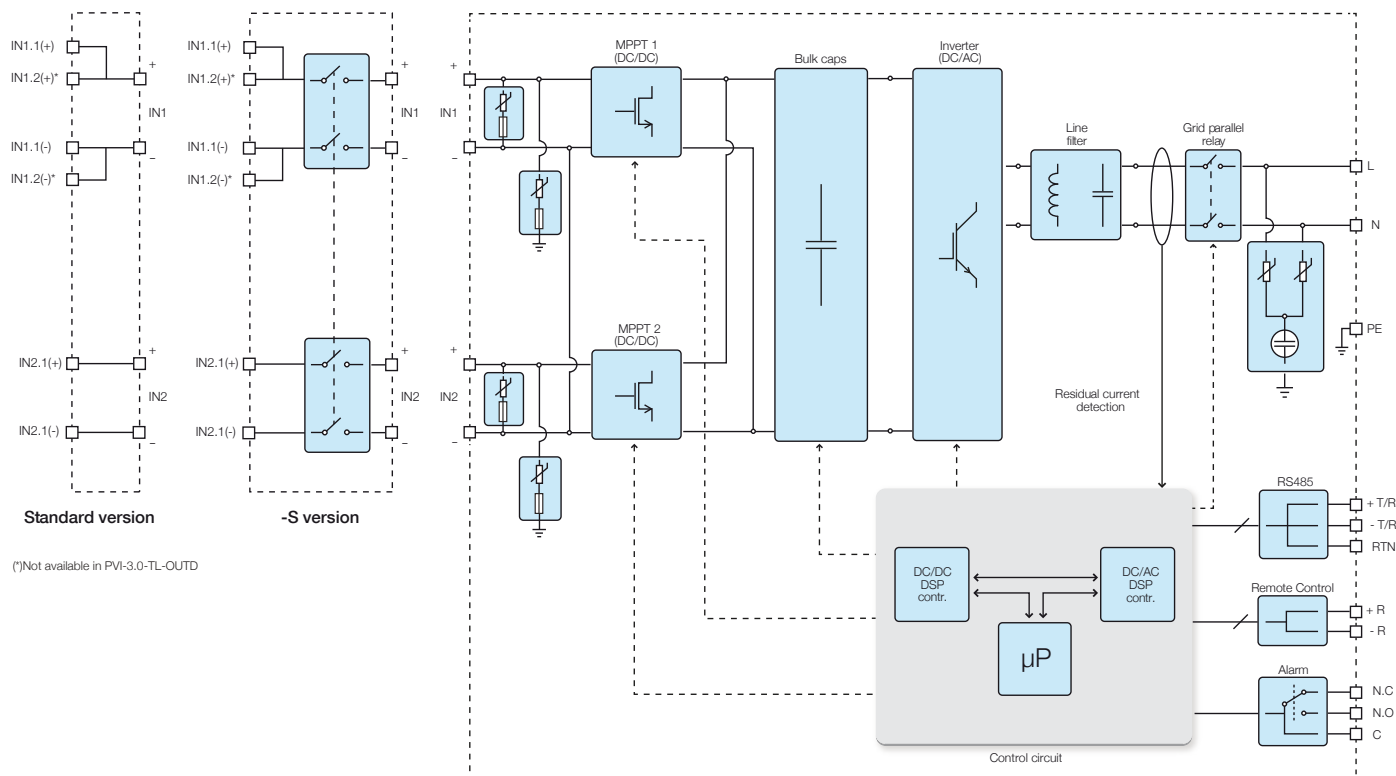 IN1.1(+)
IN1.2(+)*
+
IN1
IN1.1(-)
IN1.2(-)*
−
IN2.1(+)
+
IN2
IN2.1(-)
−
Standard version
(*)Not available in PVI-3.0-TL-OUTD
IN1.1(+)
IN1.2(+)*
+
IN1
IN1.1(-)
IN1.2(-)*
−
IN2.1(+)
+
IN2
IN2.1(-)
−
-S version
+
IN1
−
+
IN2
−
MPPT 1
(DC/DC)
MPPT 2
(DC/DC)
Bulk caps
Inverter
(DC/AC)
Line
filter
Grid parallel
relay
L
N
PE
Residual current
detection
DC/DC
DSP
contr.
DC/AC
DSP
contr.
µP
Control circuit
RS485
+ T/R
- T/R
RTN
Remote Control
+ R
- R
Alarm
N.C
N.O
C